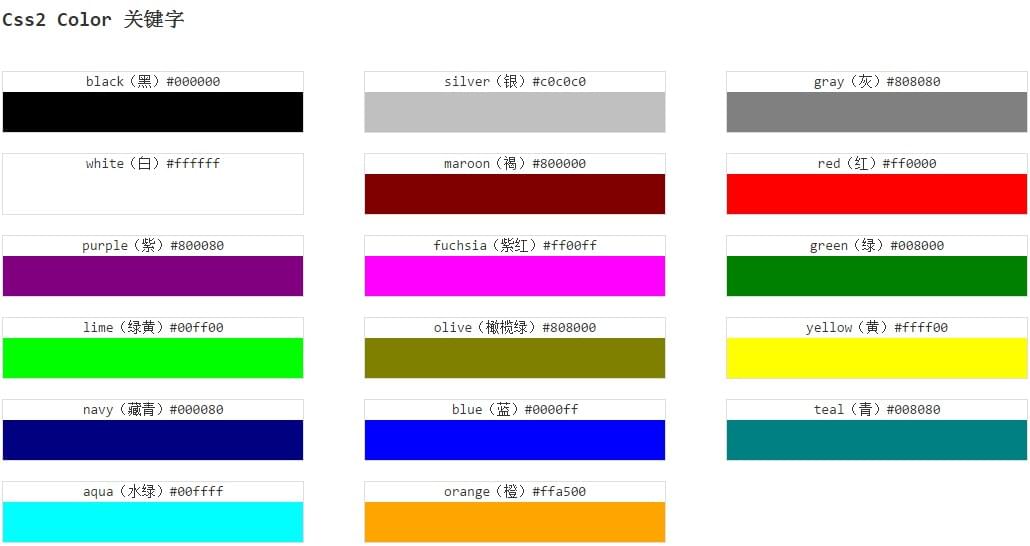 Css2 Color 关键字
black（黑）#000000
silver（银）#c0c0c0
gray（灰）#808080
white（白）#ffffff
maroon（褐）#800000
red（红）#ff0000
purple（紫）#800080
fuchsia（紫红）#ff00ff
green（绿）#008000
lime（绿黄）#00ff00
olive（橄榄绿）#808000
yellow（黄）#ffff00
navy（藏青）#000080
blue（蓝）#0000ff
teal（青）#008080
aqua（水绿）#00ffff
orange（橙）#ffa500